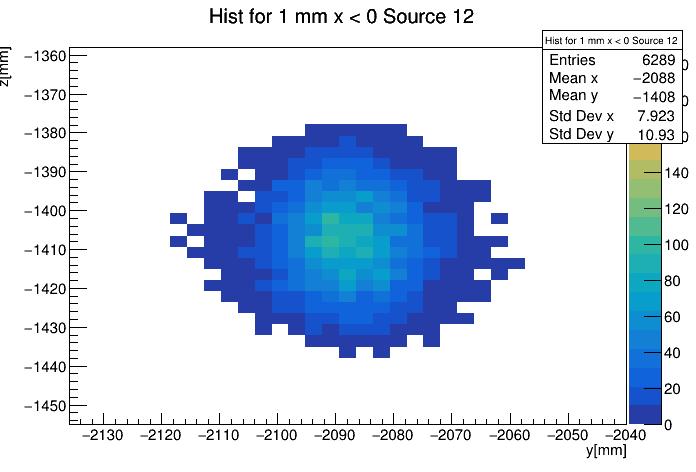 Hist for 1 mm x < 0 Source 12
Hist for 1 mm x < 0 Source 12
Entries 6289
Mean x −2088
Mean y −1408
Std Dev x 7.923
Std Dev y 10.93
z[mm]
−1360
−1370
−1380
−1390
−1400
−1410
−1420
−1430
−1440
−1450
−2130 −2120 −2110 −2100 −2090 −2080 −2070 −2060 −2050 −2040
y[mm]
140
120
100
80
60
40
20
0